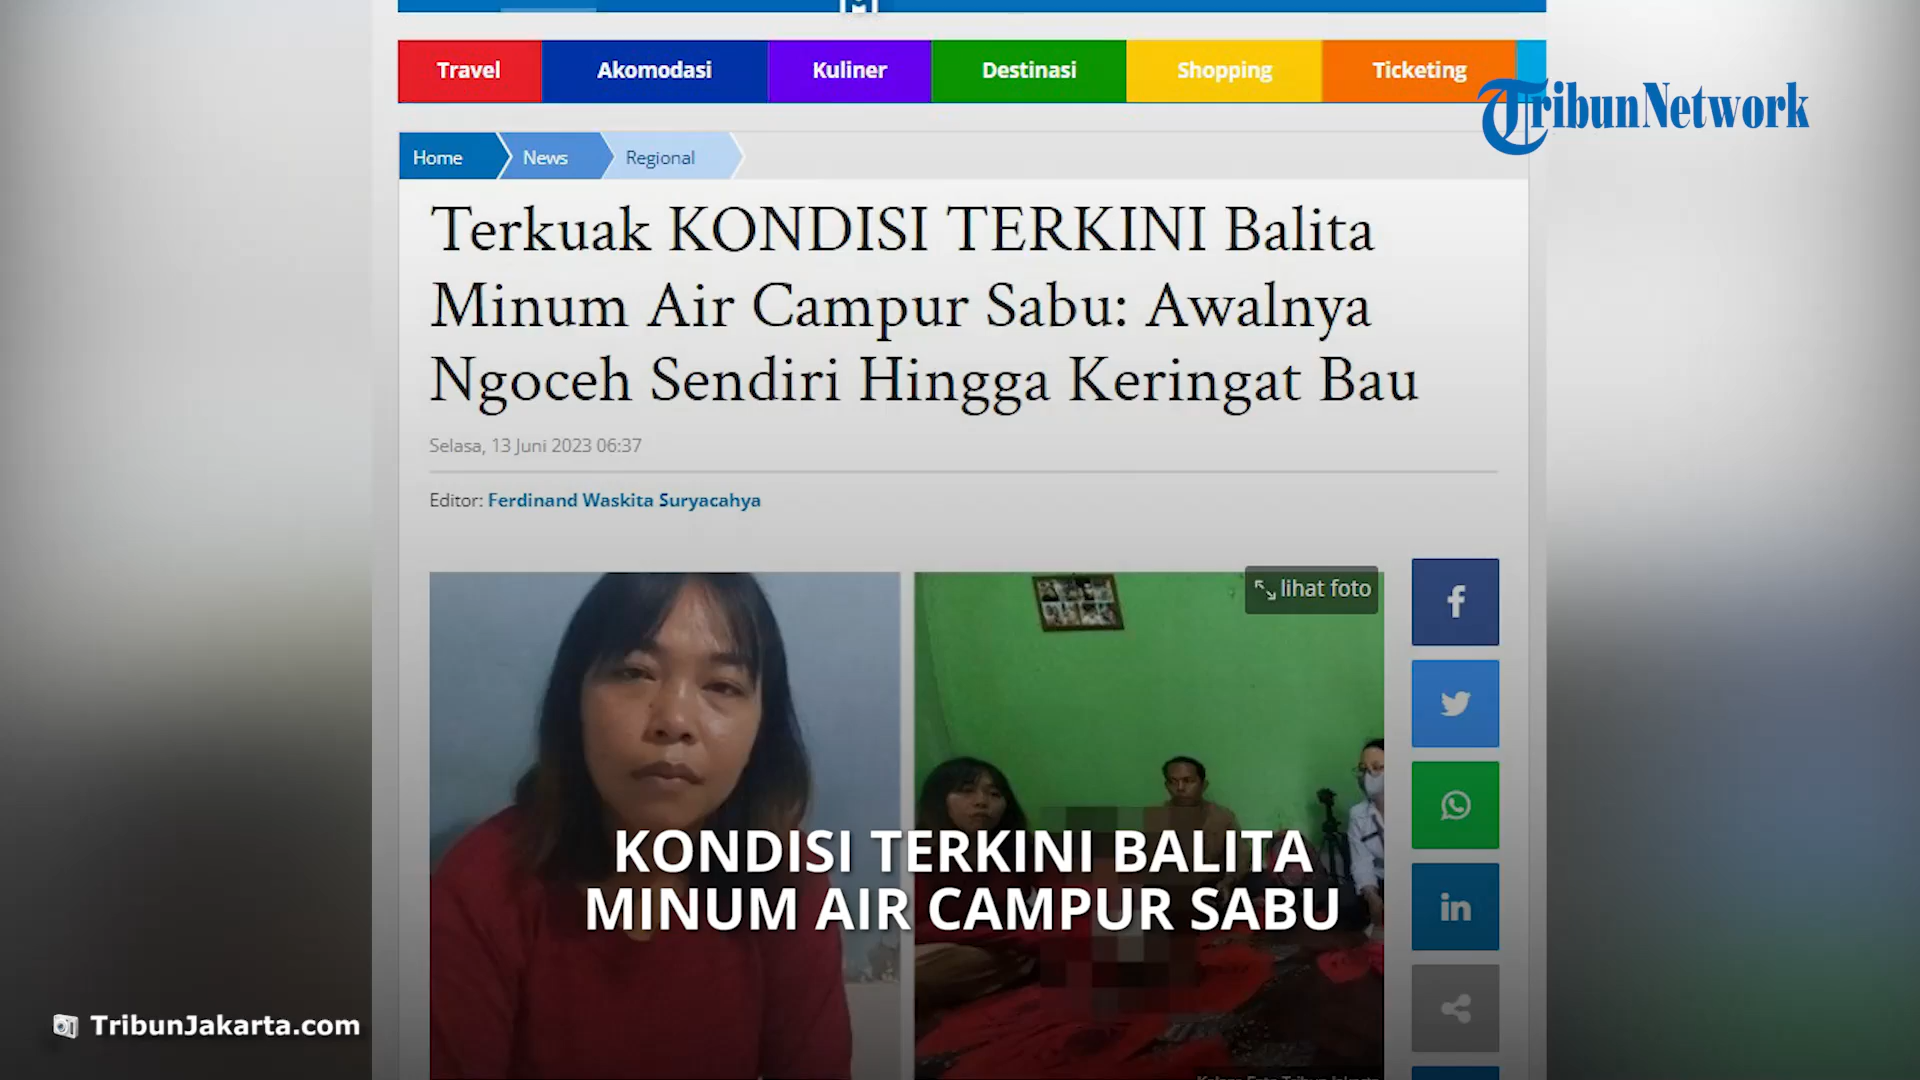 Travel
Akomodasi
Kuliner
Destinasi
Shopping
Ticketing
TribunNetwork
Home
News
Regional
Terkuak KONDISI TERKINI Balita
Minum Air Campur Sabu: Awalnya
Ngoceh Sendiri Hingga Keringat Bau
Selasa, 13 Juni 2023 06:37
Editor: Ferdinand Waskita Suryacahya
lihat foto
KONDISI TERKINI BALITA
MINUM AIR CAMPUR SABU
TribunJakarta.com